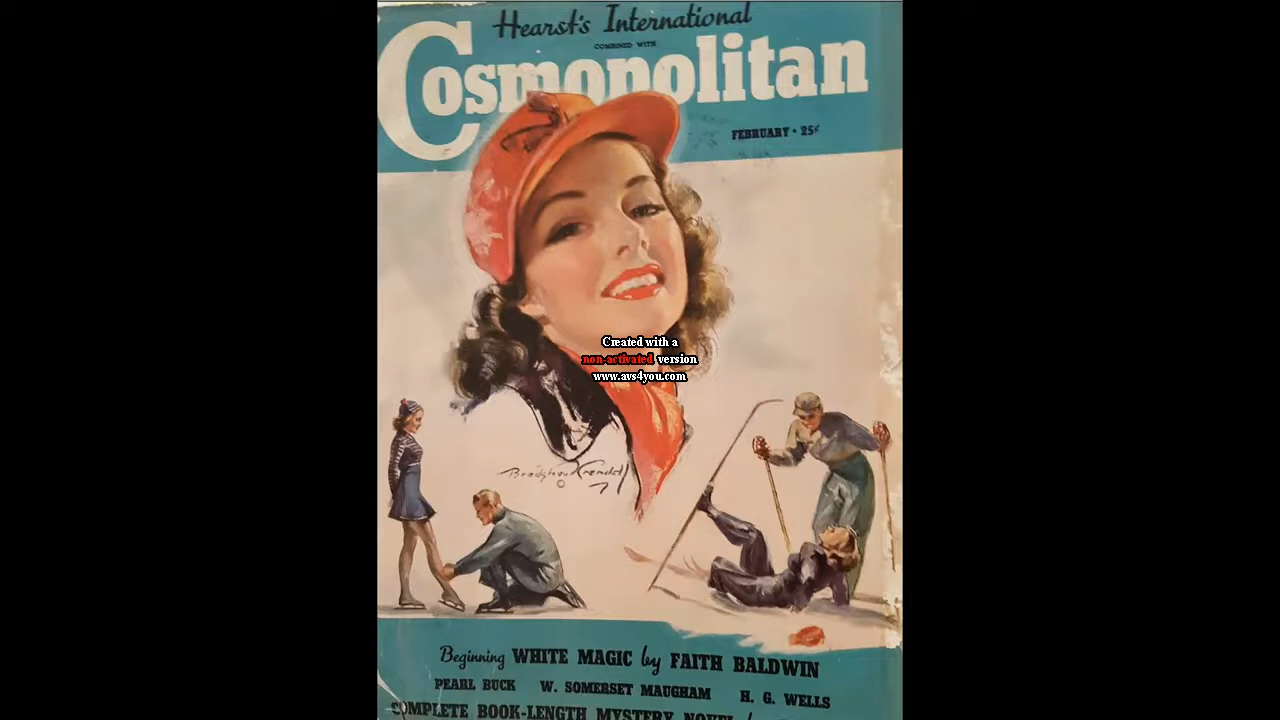 Hearst's International
COMBINED WITH
Cosmopolitan
FEBRUARY • 25¢
Created with a
non-activated version
www.avs4you.com
Bradshaw Crandell
©
Beginning WHITE MAGIC by FAITH BALDWIN
PEARL BUCK W. SOMERSET MAUGHAM H. G. WELLS
COMPLETE BOOK-LENGTH MYSTERY NOVEL